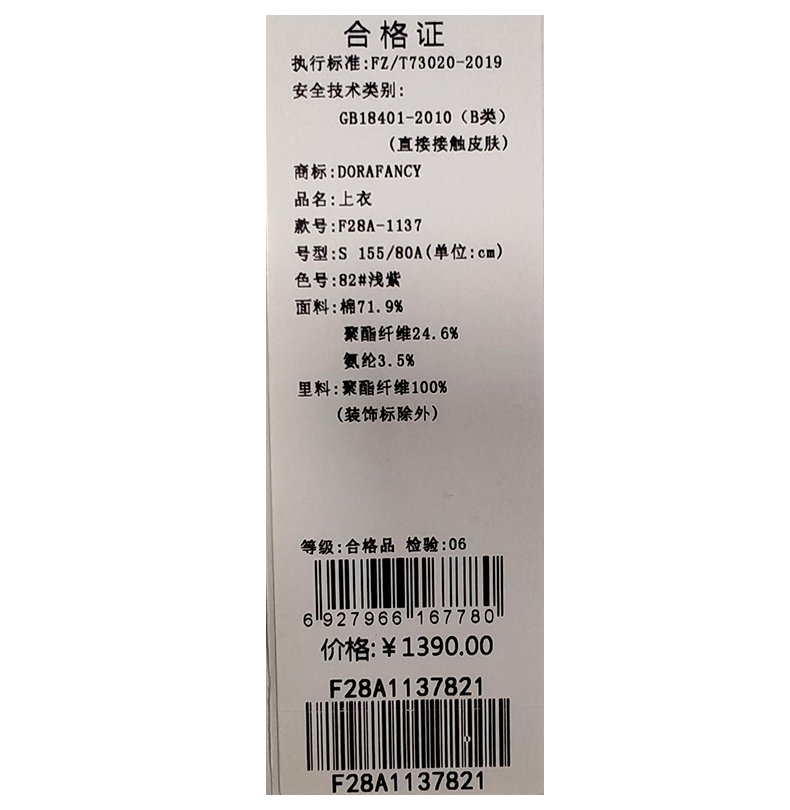 合格证
执行标准:FZ/T73020-2019
安全技术类别:
GB18401-2010（B类）
(直接接触皮肤)
商标:DORAFANCY
品名:上衣
款号:F28A-1137
号型:S 155/80A(单位:cm)
色号:82#浅紫
面料:棉71.9%
聚酯纤维24.6%
氨纶3.5%
里料:聚酯纤维100%
(装饰标除外)
等级:合格品 检验:06
6 927966 167780
价格:¥1390.00
F28A1137821
F28A1137821